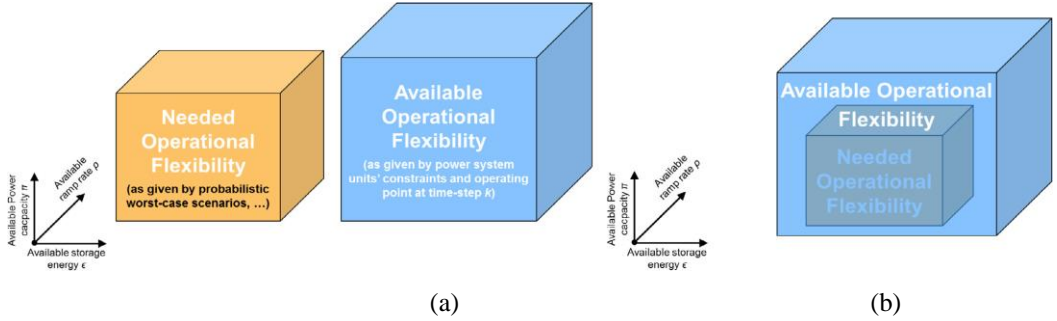 Needed
Operational
Flexibility
(as given by probabilistic
worst-case scenarios, ...)
Available
Operational
Flexibility
(as given by power system
units' constraints and operating
point at time-step k)
Available Power
cacpacity π
Available
ramp rate ρ
Available storage
energy ϵ
(a)
Available Operational
Flexibility
Needed
Operational
Flexibility
Available Power
cacpacity π
Available
ramp rate ρ
Available storage
energy ϵ
(b)